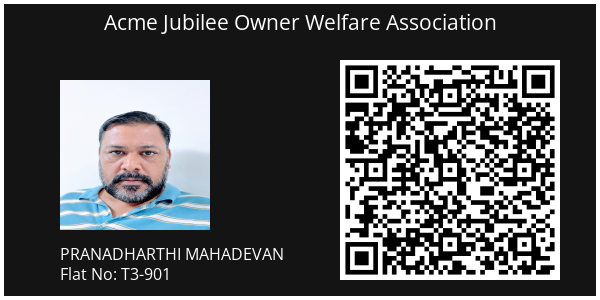 Acme Jubilee Owner Welfare Association
PRANADHARTHI MAHADEVAN
Flat No: T3-901